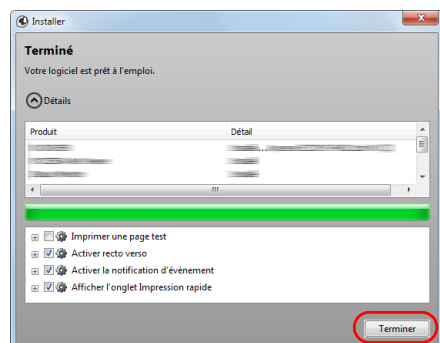 Installer
Terminé
Votre logiciel est prêt à l'emploi.
Détails
Produit Détail
Imprimer une page test
Activer recto verso
Activer la notification d'évènement
Afficher l'onglet Impression rapide
Terminer